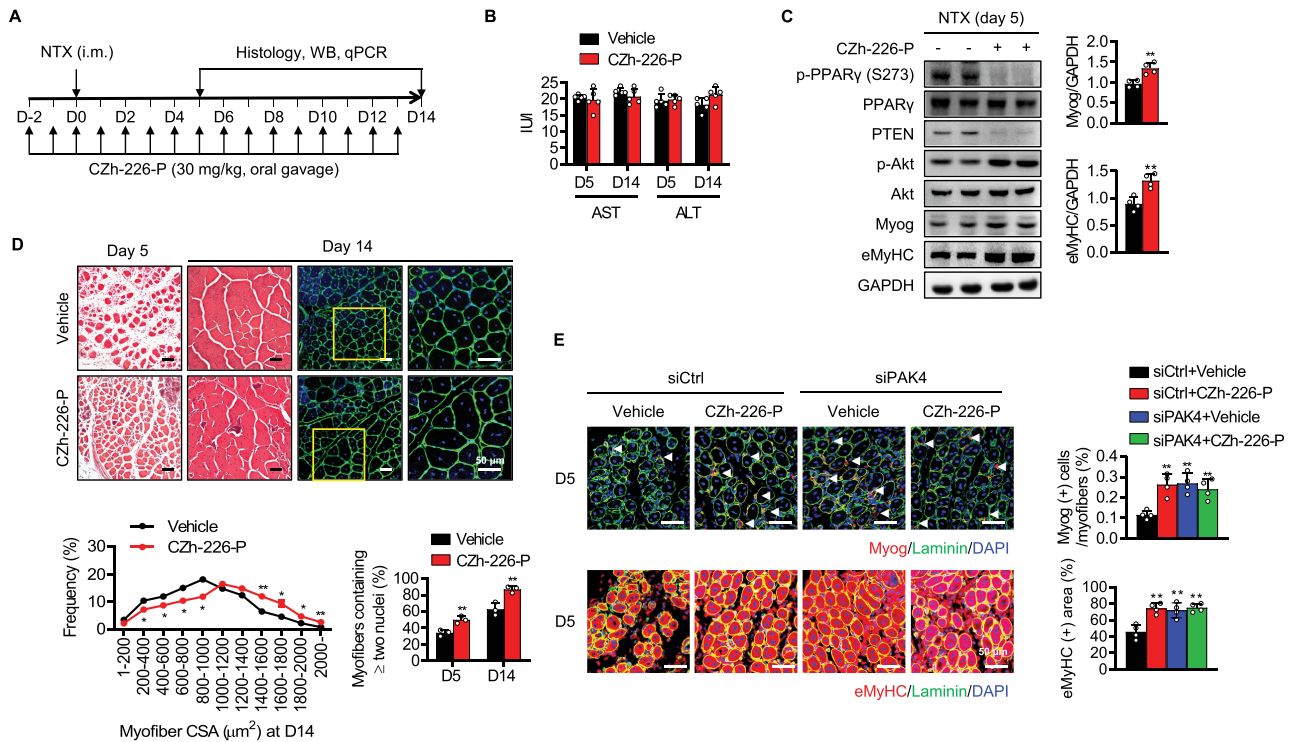 A
NTX (i.m.)
Histology, WB, qPCR
D-2 D0 D2 D4 D6 D8 D10 D12 D14
CZh-226-P (30 mg/kg, oral gavage)
B
Vehicle
CZh-226-P
IU/l
25
20
15
10
5
0
D5 D14 D5 D14
AST ALT
C
NTX (day 5)
CZh-226-P - - + +
p-PPARγ (S273)
PPARγ
PTEN
p-Akt
Akt
Myog
eMyHC
GAPDH
Myog/GAPDH
2.0
1.5
1.0
0.5
0.0
**
eMyHC/GAPDH
1.5
1.0
0.5
0.0
**
D
Day 5 Day 14
Vehicle
CZh-226-P
50 μm
Vehicle
CZh-226-P
Frequency (%)
30
20
10
0
* * * * ** * * **
1-200
200-400
400-600
600-800
800-1000
1000-1200
1200-1400
1400-1600
1600-1800
1800-2000
2000-
Myofiber CSA (μm²) at D14
Vehicle
CZh-226-P
Myofibers containing
≥ two nuclei (%)
100
80
60
40
20
0
** **
D5 D14
E
siCtrl siPAK4
Vehicle CZh-226-P Vehicle CZh-226-P
D5
Myog/Laminin/DAPI
D5
50 μm
eMyHC/Laminin/DAPI
siCtrl+Vehicle
siCtrl+CZh-226-P
siPAK4+Vehicle
siPAK4+CZh-226-P
Myog (+) cells
/myofibers (%)
0.4
0.3
0.2
0.1
0.0
** ** **
eMyHC (+) area (%)
100
80
60
40
20
0
** ** **